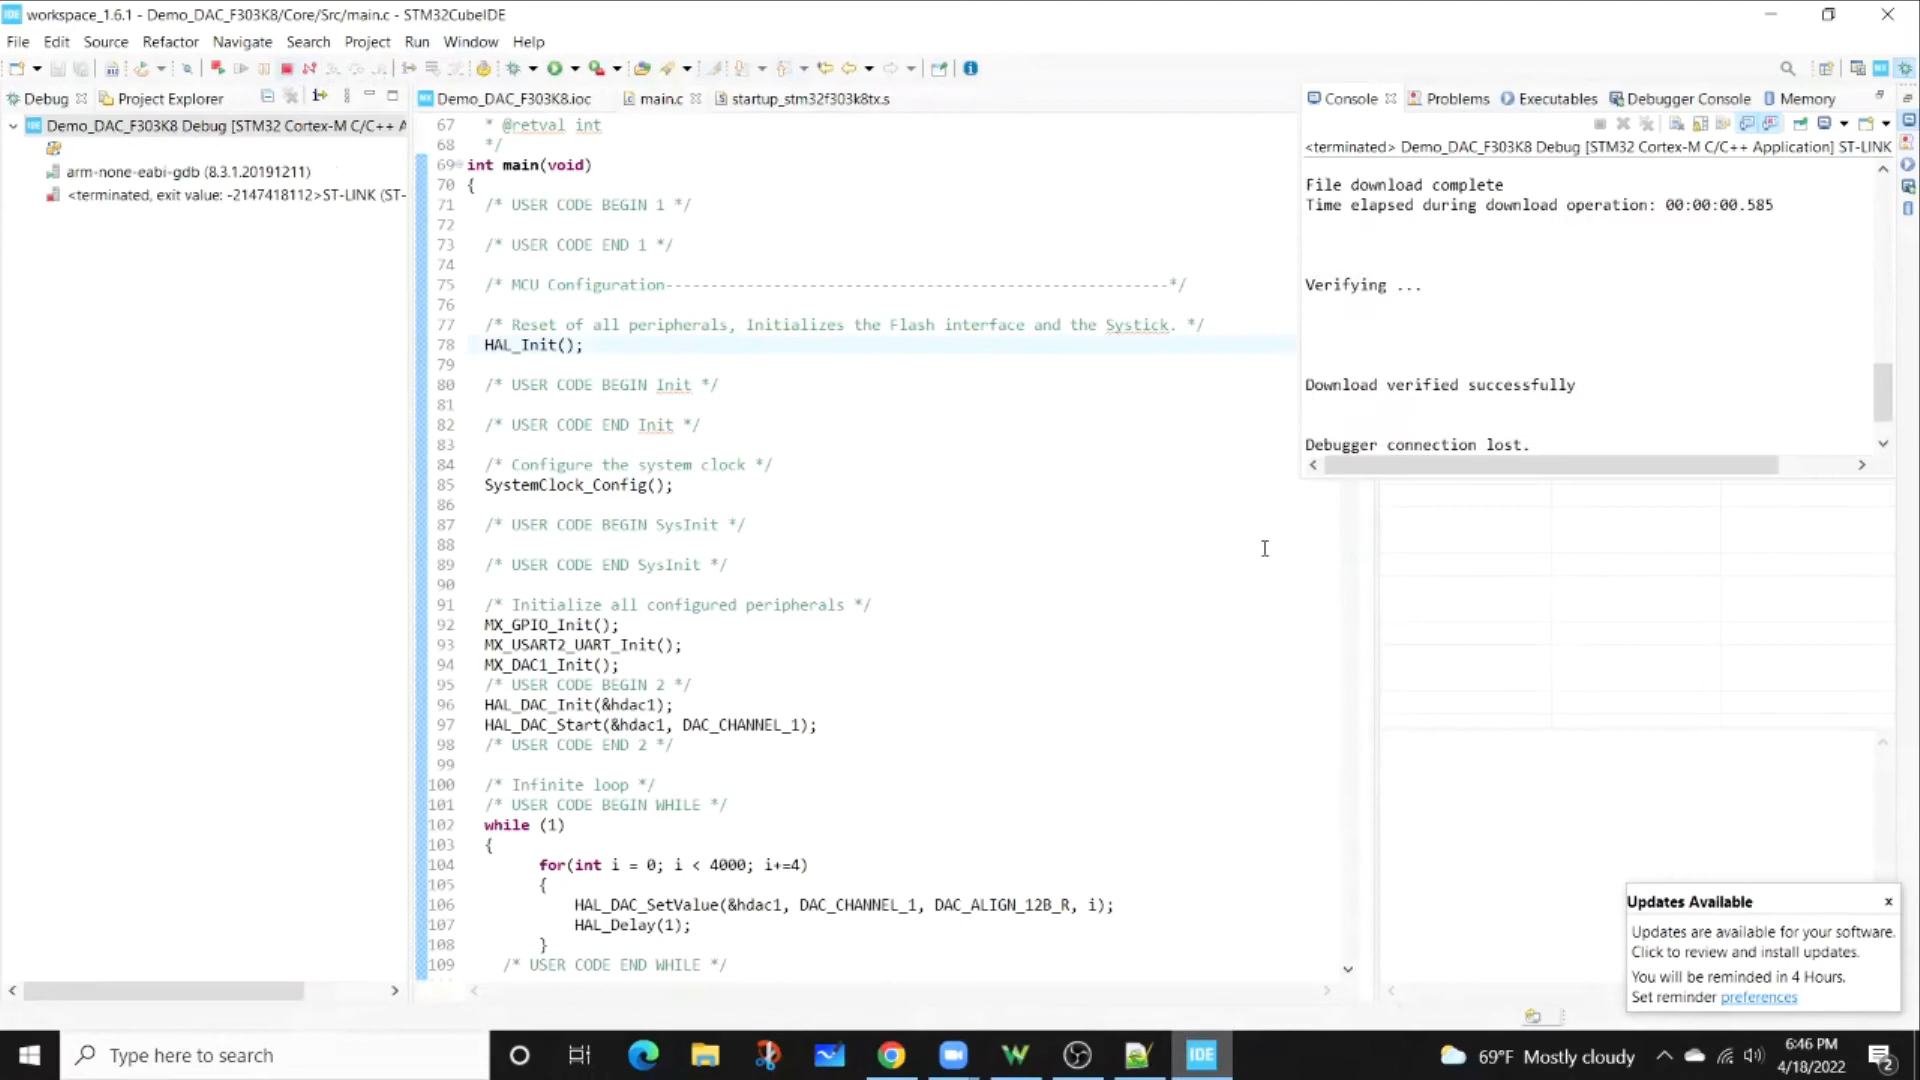 workspace_1.6.1 - Demo_DAC_F303K8/Core/Src/main.c - STM32CubeIDE
File Edit Source Refactor Navigate Search Project Run Window Help
Debug Project Explorer
Demo_DAC_F303K8.ioc main.c startup_stm32f303k8tx.s
Console Problems Executables Debugger Console Memory
Demo_DAC_F303K8 Debug [STM32 Cortex-M C/C++ A
arm-none-eabi-gdb (8.3.1.20191211)
<terminated, exit value: -2147418112>ST-LINK (ST-
67 * @retval int
68 */
69 int main(void)
70 {
71 /* USER CODE BEGIN 1 */
72
73 /* USER CODE END 1 */
74
75 /* MCU Configuration--------------------------------------------------------*/
76
77 /* Reset of all peripherals, Initializes the Flash interface and the Systick. */
78 HAL_Init();
79
80 /* USER CODE BEGIN Init */
81
82 /* USER CODE END Init */
83
84 /* Configure the system clock */
85 SystemClock_Config();
86
87 /* USER CODE BEGIN SysInit */
88
89 /* USER CODE END SysInit */
90
91 /* Initialize all configured peripherals */
92 MX_GPIO_Init();
93 MX_USART2_UART_Init();
94 MX_DAC1_Init();
95 /* USER CODE BEGIN 2 */
96 HAL_DAC_Init(&hdac1);
97 HAL_DAC_Start(&hdac1, DAC_CHANNEL_1);
98 /* USER CODE END 2 */
99
100 /* Infinite loop */
101 /* USER CODE BEGIN WHILE */
102 while (1)
103 {
104 for(int i = 0; i < 4000; i+=4)
105 {
106 HAL_DAC_SetValue(&hdac1, DAC_CHANNEL_1, DAC_ALIGN_12B_R, i);
107 HAL_Delay(1);
108 }
109 /* USER CODE END WHILE */
<terminated> Demo_DAC_F303K8 Debug [STM32 Cortex-M C/C++ Application] ST-LINK
File download complete
Time elapsed during download operation: 00:00:00.585
Verifying ...
Download verified successfully
Debugger connection lost.
Updates Available x
Updates are available for your software.
Click to review and install updates.
You will be reminded in 4 Hours.
Set reminder preferences
Type here to search
IDE
69°F Mostly cloudy
6:46 PM
4/18/2022
2